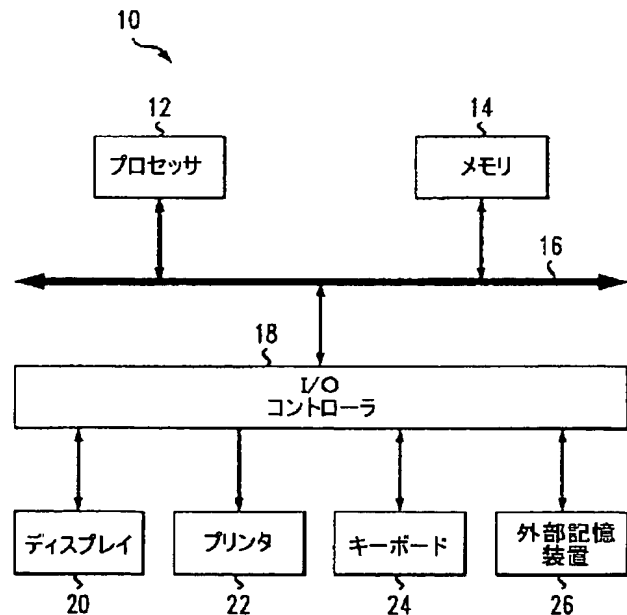 10
12
14
プロセッサ
メモリ
16
18
I/O
コントローラ
ディスプレイ
プリンタ
キーボード
外部記憶
装置
20
22
24
26